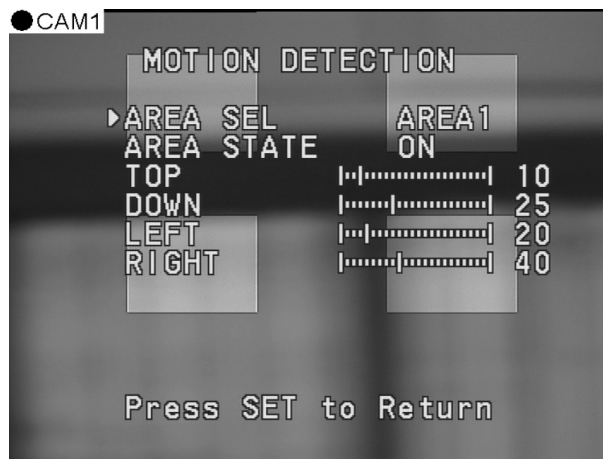 CAM1
MOTION DETECTION
AREA SEL AREA1
AREA STATE ON
TOP 10
DOWN 25
LEFT 20
RIGHT 40
Press SET to Return